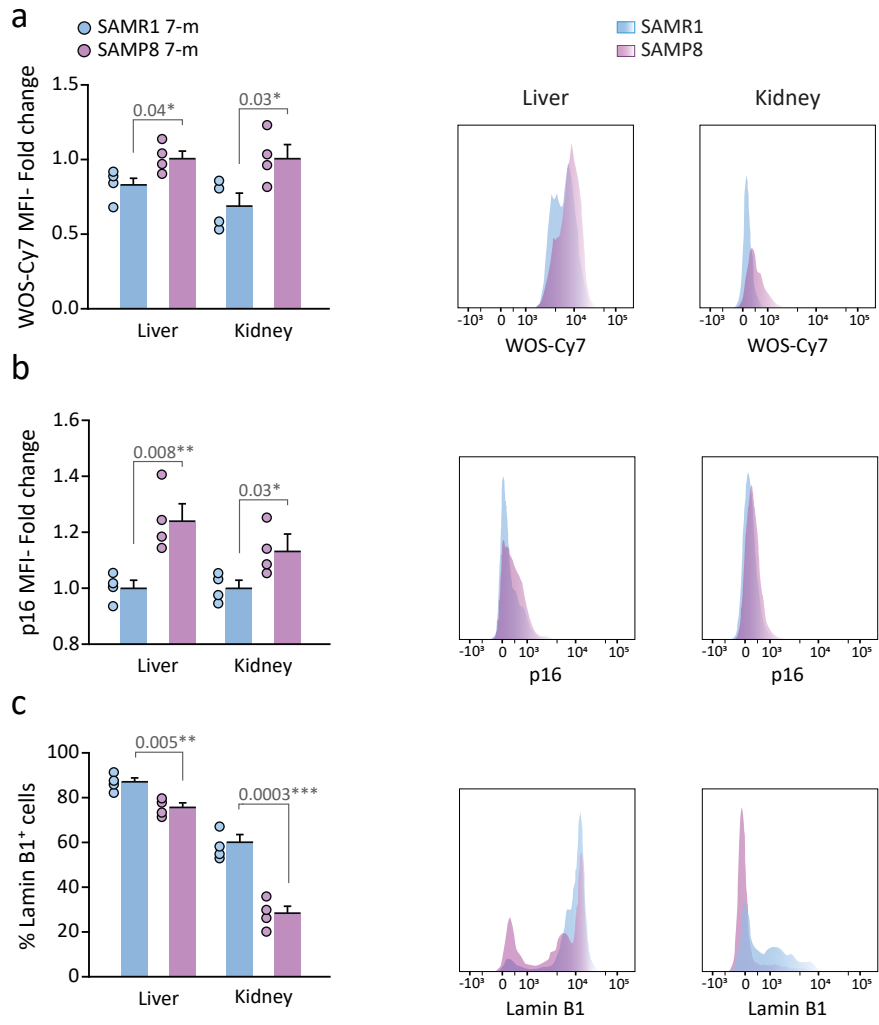 a
SAMR1 7-m
SAMP8 7-m
SAMR1
SAMP8
WOS-Cy7 MFI- Fold change
1.5
1.0
0.5
0.0
0.04*
0.03*
Liver
Kidney
Liver
Kidney
-10³ 0 10³ 10⁴ 10⁵
WOS-Cy7
-10³ 0 10³ 10⁴ 10⁵
WOS-Cy7
b
p16 MFI- Fold change
1.6
1.4
1.2
1.0
0.8
0.008**
0.03*
Liver
Kidney
-10³ 0 10³ 10⁴ 10⁵
p16
-10³ 0 10³ 10⁴ 10⁵
p16
c
% Lamin B1⁺ cells
100
80
60
40
20
0
0.005**
0.0003***
Liver
Kidney
-10³ 0 10³ 10⁴ 10⁵
Lamin B1
-10³ 0 10³ 10⁴ 10⁵
Lamin B1